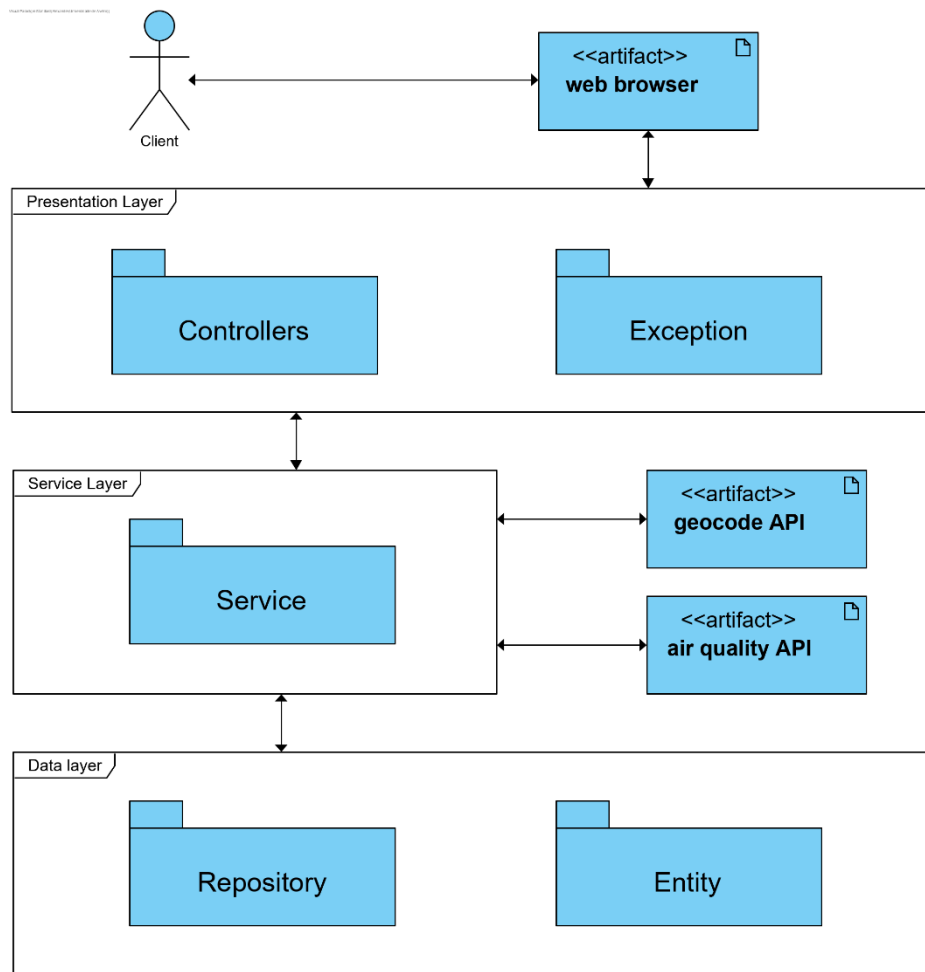 Client
<<artifact>>
web browser
Presentation Layer
Controllers
Exception
Service Layer
Service
<<artifact>>
geocode API
<<artifact>>
air quality API
Data layer
Repository
Entity